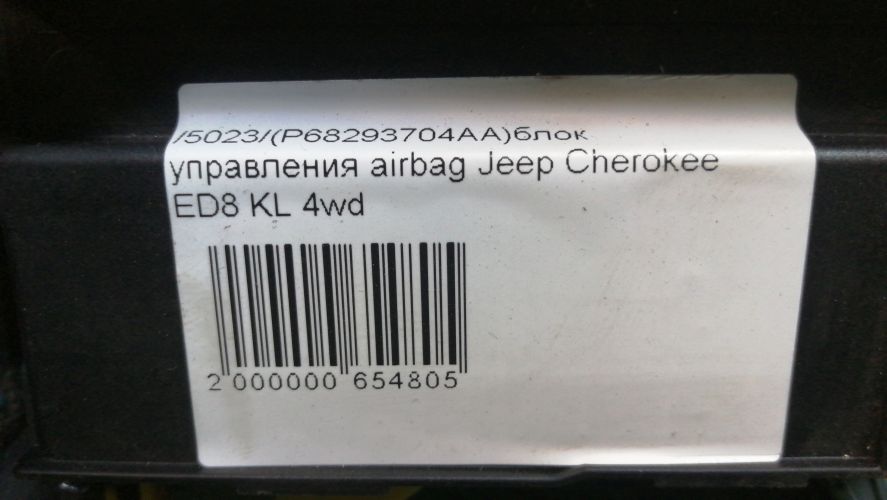 /5023/(P68293704AA)блок
управления airbag Jeep Cherokee
ED8 KL 4wd
2 000000 654805